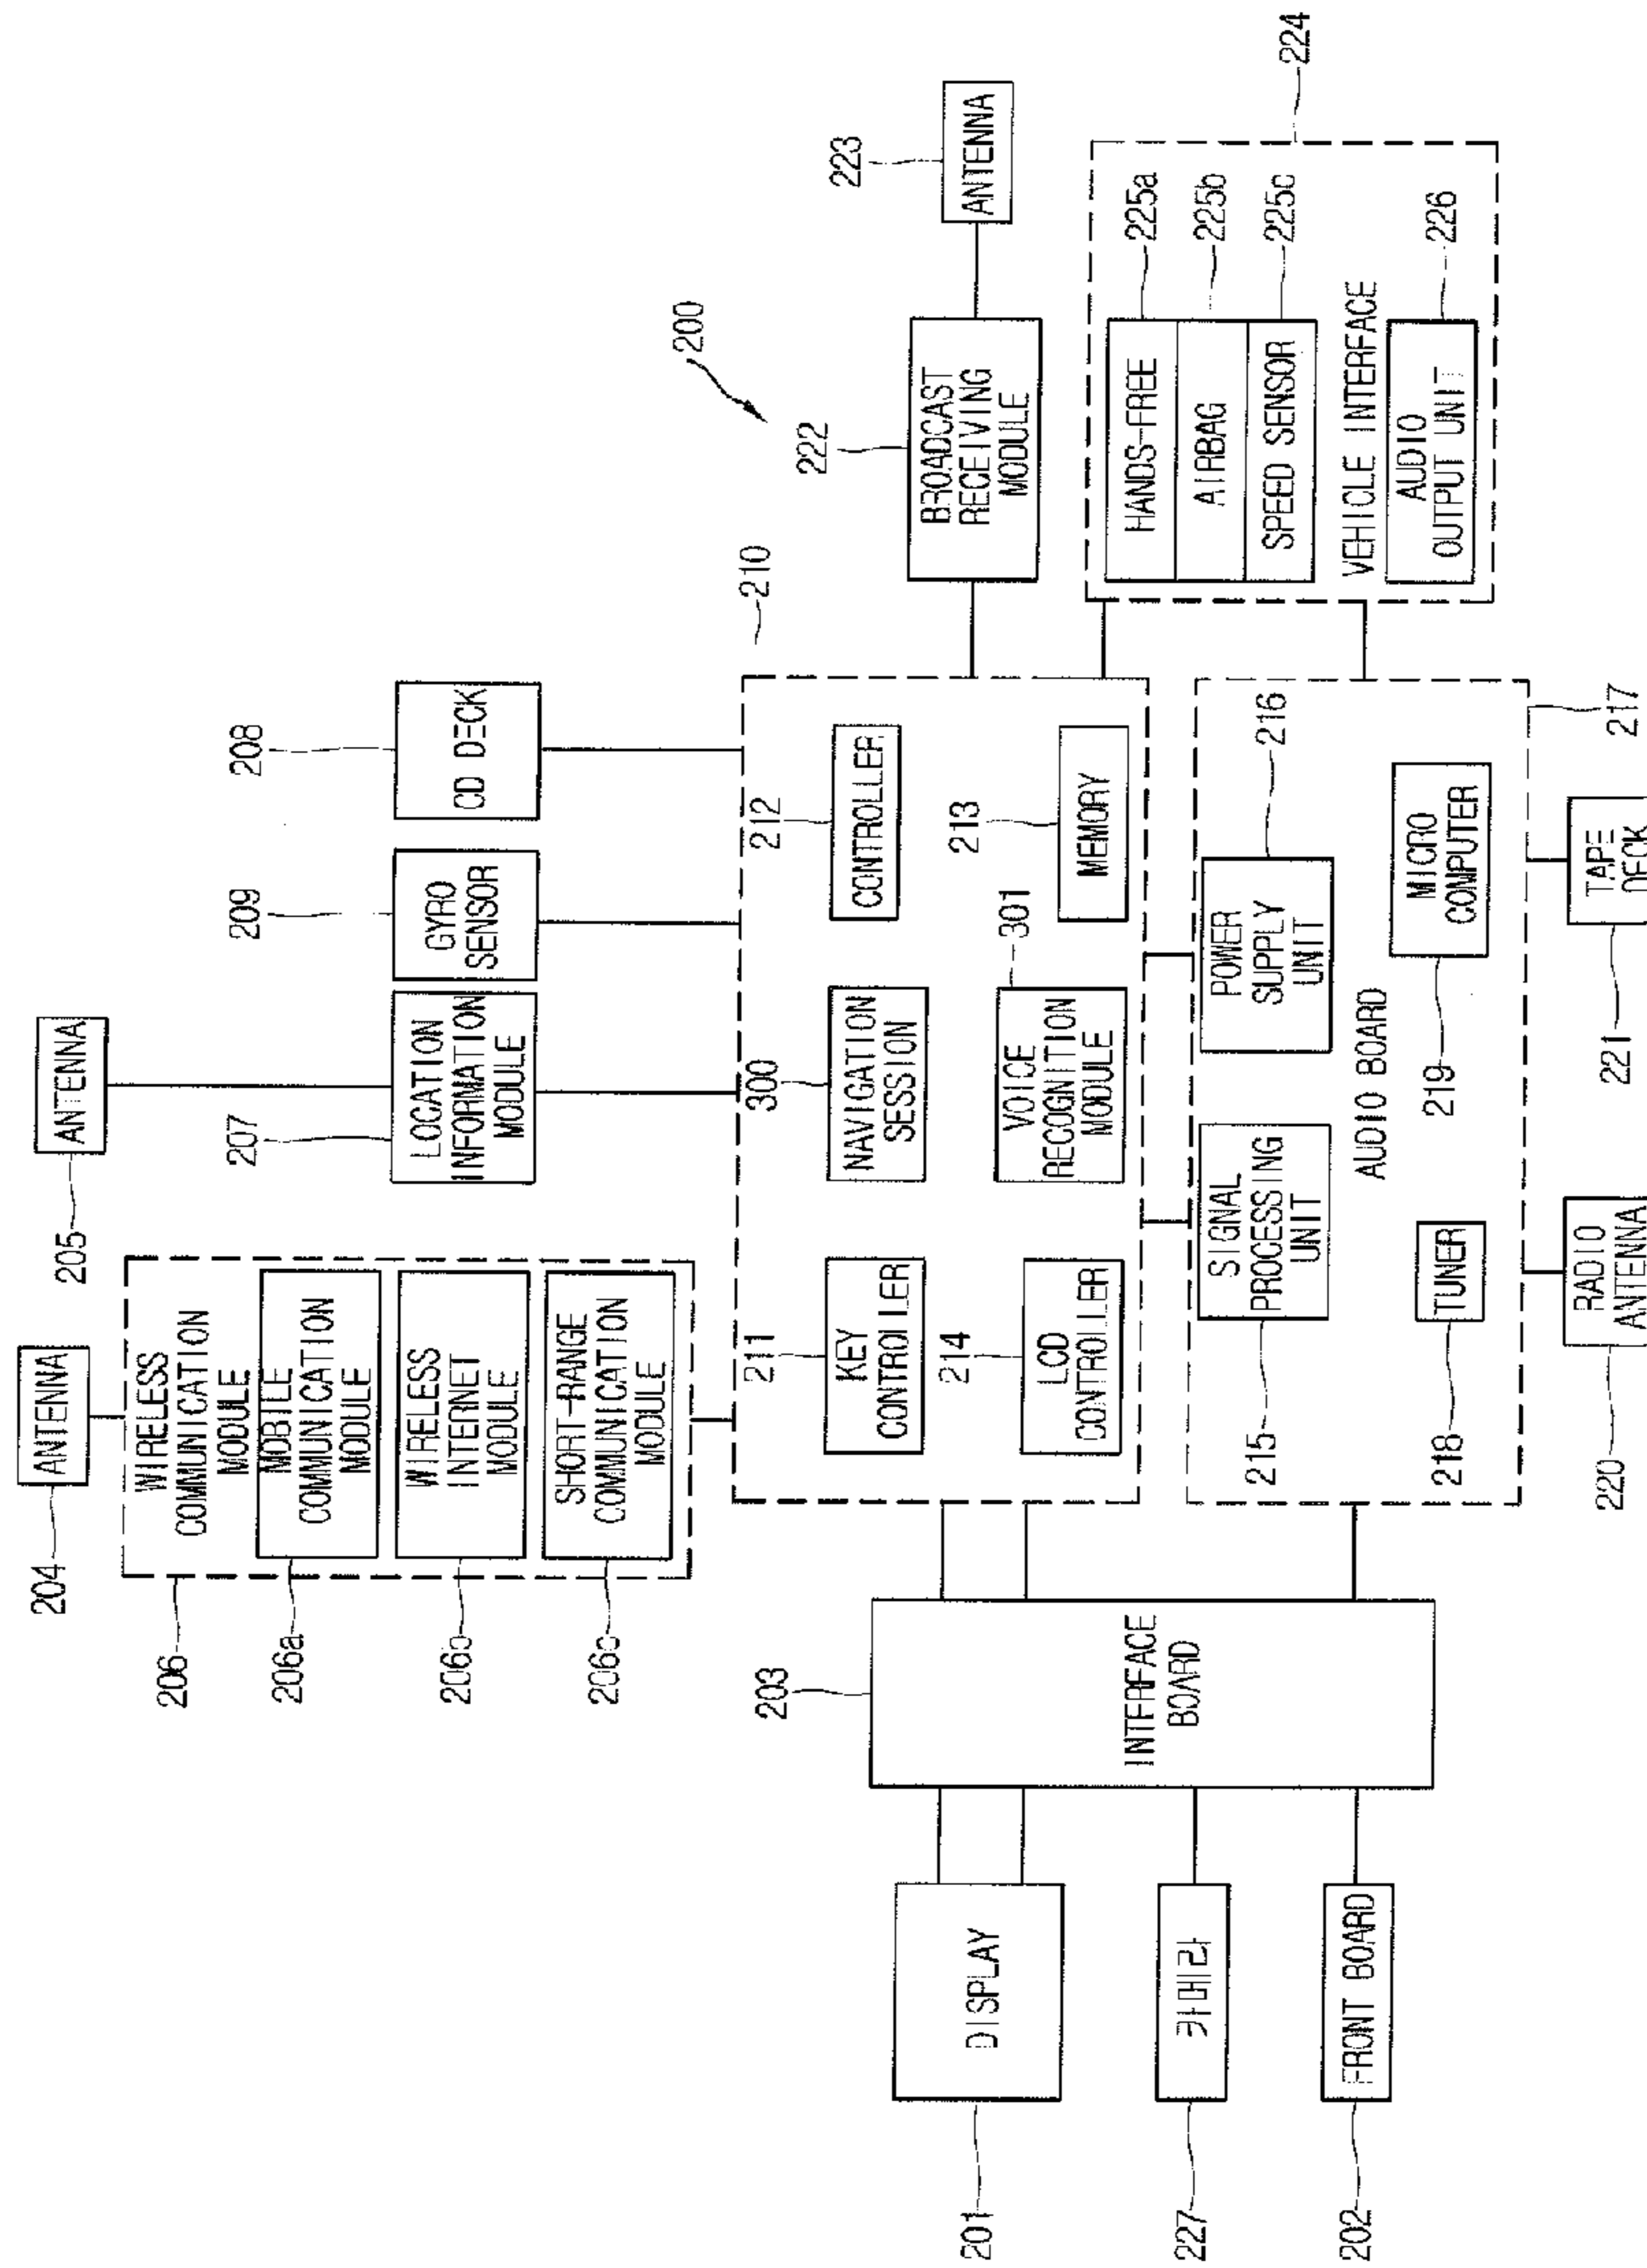 200
204
ANTENNA
205
ANTENNA
206
WIRELESS
COMMUNICATION
MODULE
206a
MOBILE
COMMUNICATION
MODULE
206b
WIRELESS
INTERNET
MODULE
206c
SHORT-RANGE
COMMUNICATION
MODULE
207
LOCATION
INFORMATION
MODULE
209
GYRO
SENSOR
208
CD DECK
210
211
KEY
CONTROLLER
300
NAVIGATION
SESSION
212
CONTROLLER
214
LCD
CONTROLLER
301
VOICE
RECOGNITION
MODULE
213
MEMORY
222
BROADCAST
RECEIVING
MODULE
223
ANTENNA
201
DISPLAY
227
카메라
202
FRONT BOARD
203
INTERFACE
BOARD
215
SIGNAL
PROCESSING
UNIT
216
POWER
SUPPLY
UNIT
AUDIO BOARD
218
TUNER
219
MICRO
COMPUTER
217
220
RADIO
ANTENNA
221
TAPE
DECK
224
HANDS-FREE
225a
AIRBAG
225b
SPEED SENSOR
225c
VEHICLE INTERFACE
AUDIO
OUTPUT UNIT
226